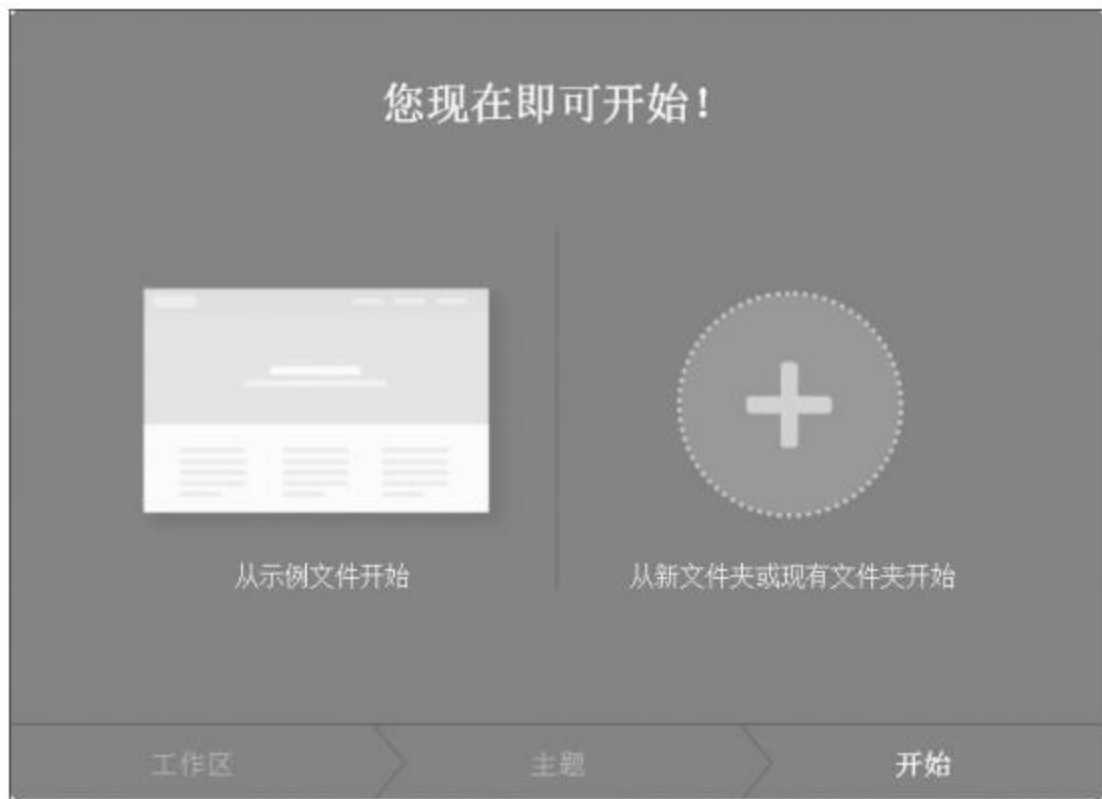 您现在即可开始！
从示例文件开始
从新文件夹或现有文件夹开始
工作区
主题
开始